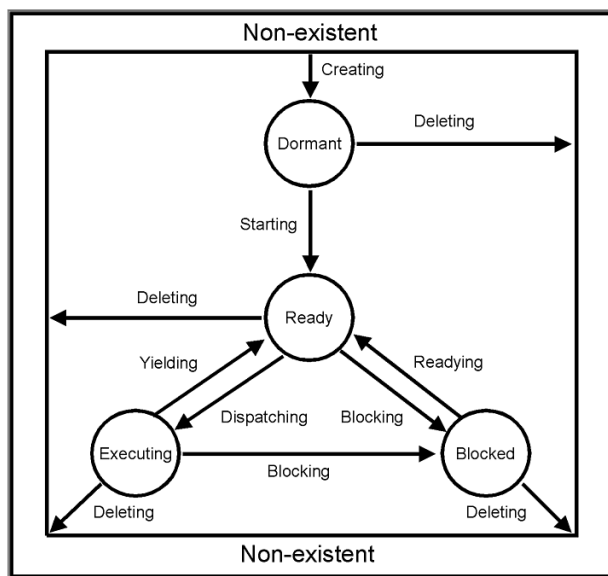 Non-existent
Creating
Dormant
Deleting
Starting
Deleting
Ready
Yielding
Readying
Dispatching
Blocking
Executing
Blocked
Blocking
Deleting
Deleting
Non-existent